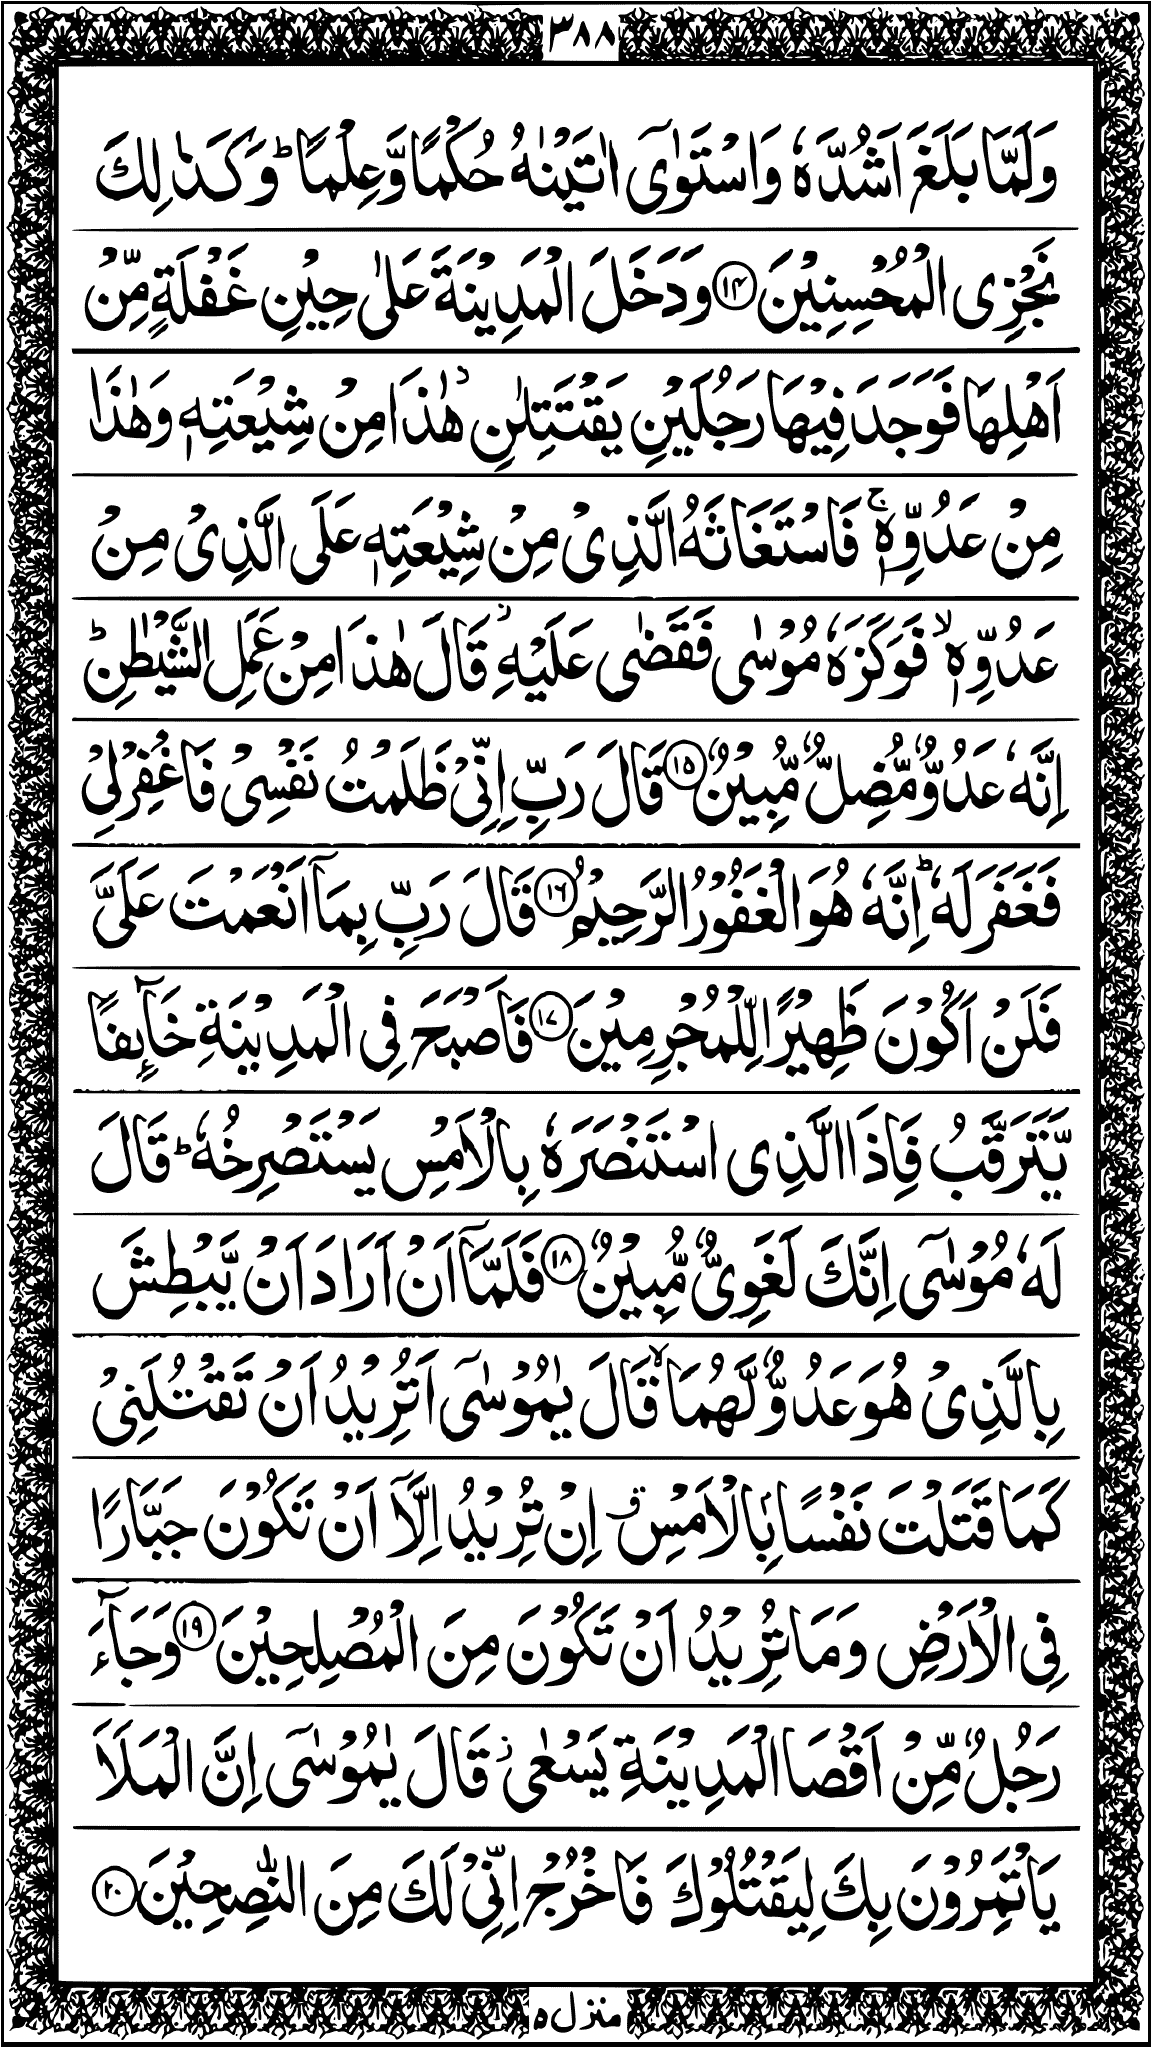 ٣٨٨
وَلَمَّا بَلَغَ اَشُدَّهٗ وَاسْتَوٰٓى اٰتَيْنٰهُ حُكْمًا وَّعِلْمًا ؕ وَكَذٰلِكَ
نَجْزِى الْمُحْسِنِيْنَ ﴿۱۴﴾ وَدَخَلَ الْمَدِيْنَةَ عَلٰى حِيْنِ غَفْلَةٍ مِّنْ
اَهْلِهَا فَوَجَدَ فِيْهَا رَجُلَيْنِ يَقْتَتِلٰنِ ۫ هٰذَا مِنْ شِيْعَتِهٖ وَهٰذَا
مِنْ عَدُوِّهٖ ۚ فَاسْتَغَاثَهُ الَّذِىْ مِنْ شِيْعَتِهٖ عَلَى الَّذِىْ مِنْ
عَدُوِّهٖ ۙ فَوَكَزَهٗ مُوْسٰى فَقَضٰى عَلَيْهِ ۫ قَالَ هٰذَا مِنْ عَمَلِ الشَّيْطٰنِ ؕ
اِنَّهٗ عَدُوٌّ مُّضِلٌّ مُّبِيْنٌ ﴿۱۵﴾ قَالَ رَبِّ اِنِّىْ ظَلَمْتُ نَفْسِىْ فَاغْفِرْ لِىْ
فَغَفَرَ لَهٗ ؕ اِنَّهٗ هُوَ الْغَفُوْرُ الرَّحِيْمُ ﴿۱۶﴾ قَالَ رَبِّ بِمَاۤ اَنْعَمْتَ عَلَىَّ
فَلَنْ اَكُوْنَ ظَهِيْرًا لِّلْمُجْرِمِيْنَ ﴿۱۷﴾ فَاَصْبَحَ فِى الْمَدِيْنَةِ خَآئِفًا
يَّتَرَقَّبُ فَاِذَا الَّذِى اسْتَنْصَرَهٗ بِالْاَمْسِ يَسْتَصْرِخُهٗ ؕ قَالَ
لَهٗ مُوْسٰٓى اِنَّكَ لَغَوِىٌّ مُّبِيْنٌ ﴿۱۸﴾ فَلَمَّاۤ اَنْ اَرَادَ اَنْ يَّبْطِشَ
بِالَّذِىْ هُوَ عَدُوٌّ لَّهُمَا ۙ قَالَ يٰمُوْسٰٓى اَتُرِيْدُ اَنْ تَقْتُلَنِىْ
كَمَا قَتَلْتَ نَفْسًاۢ بِالْاَمْسِ ۖ ق اِنْ تُرِيْدُ اِلَّاۤ اَنْ تَكُوْنَ جَبَّارًا
فِى الْاَرْضِ وَمَا تُرِيْدُ اَنْ تَكُوْنَ مِنَ الْمُصْلِحِيْنَ ﴿۱۹﴾ وَجَآءَ
رَجُلٌ مِّنْ اَقْصَا الْمَدِيْنَةِ يَسْعٰى ؗ قَالَ يٰمُوْسٰٓى اِنَّ الْمَلَاَ
يَاْتَمِرُوْنَ بِكَ لِيَقْتُلُوْكَ فَاخْرُجْ اِنِّىْ لَكَ مِنَ النّٰصِحِيْنَ ﴿۲۰﴾
منزل ٥